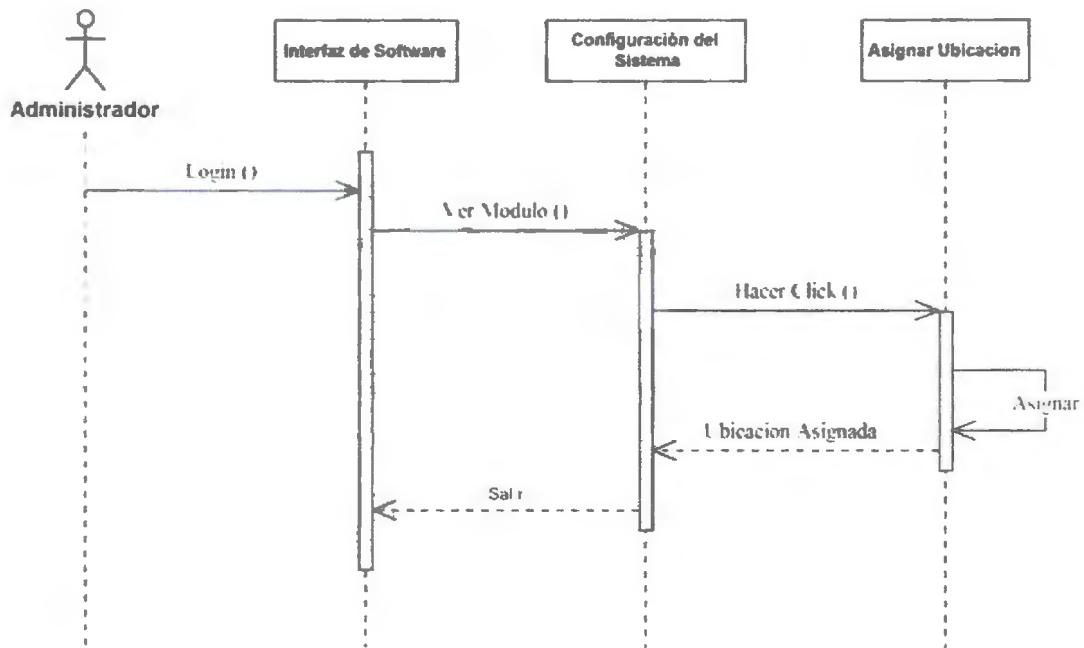 Interfaz de Software
Configuración del
Sistema
Asignar Ubicacion
Administrador
Login ()
Ver Modulo ()
Hacer Click ()
Asignar
Ubicacion Asignada
Salir